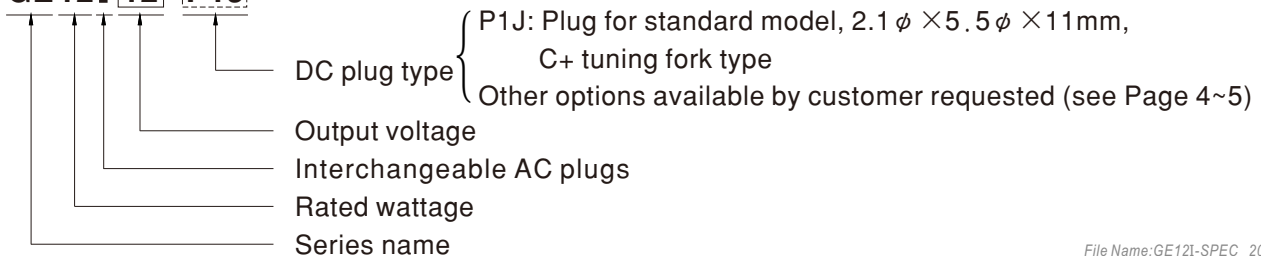 P1J: Plug for standard model, 2.1 φ ×5.5φ ×11mm,
C+ tuning fork type
DC plug type
Other options available by customer requested (see Page 4~5)
Output voltage
Interchangeable AC plugs
Rated wattage
Series name
File Name:GE12I-SPEC